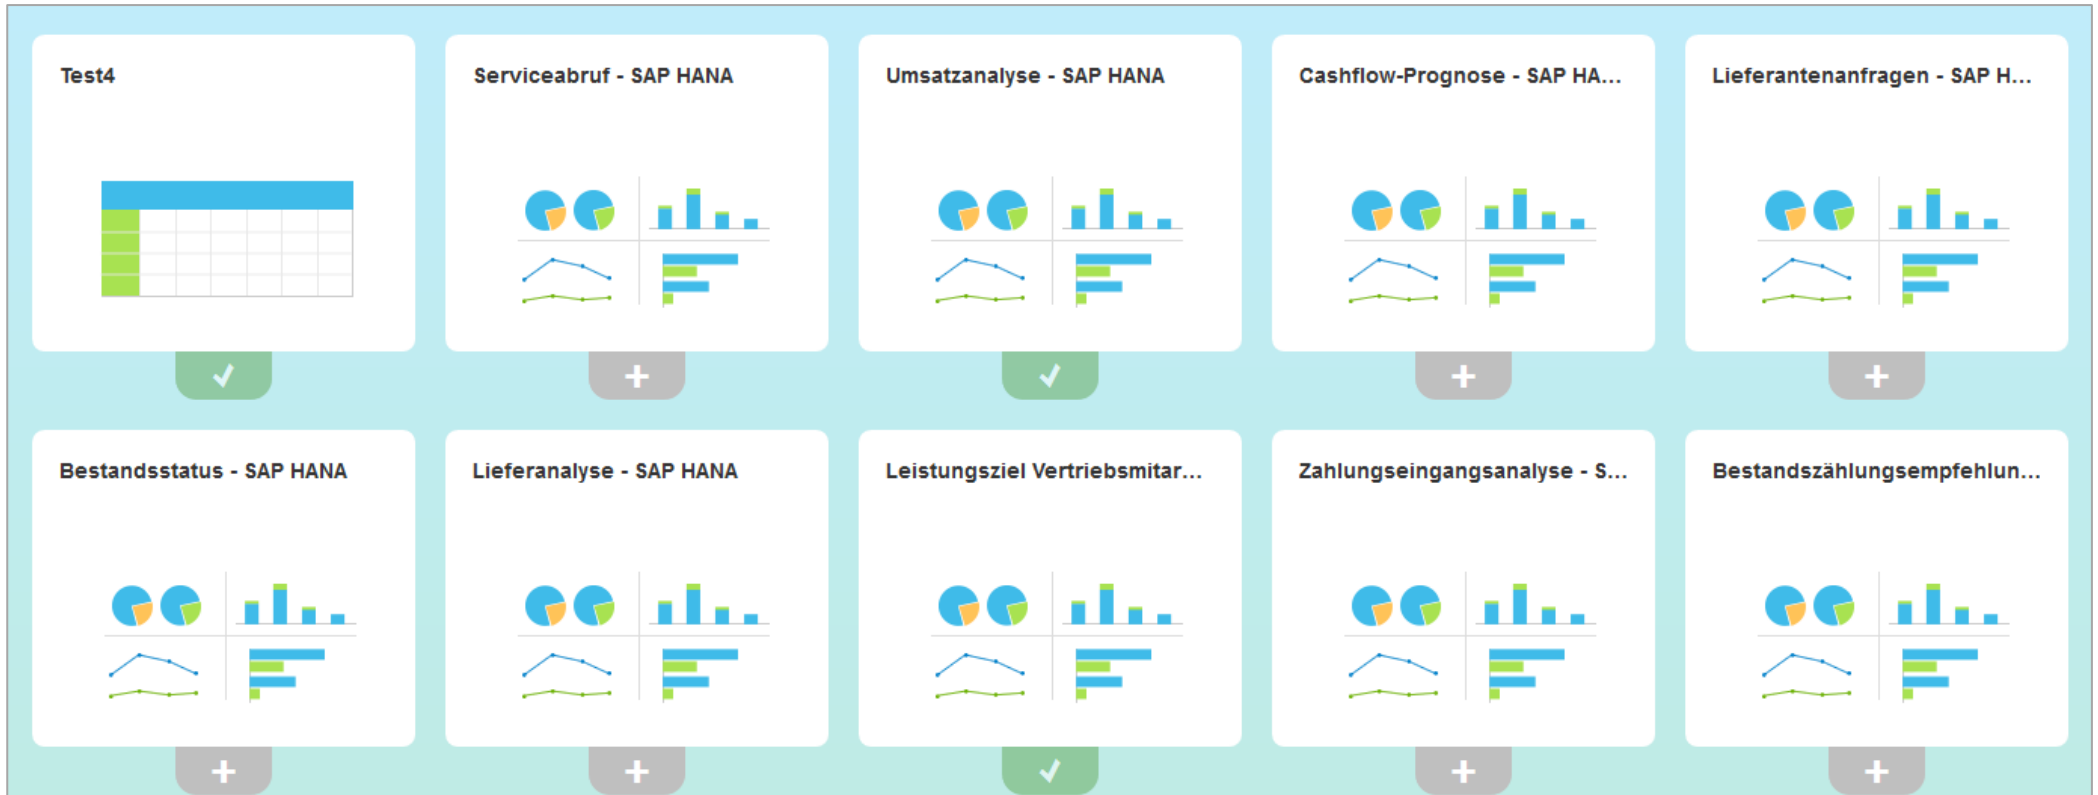 Test4
Serviceabruf - SAP HANA
Umsatzanalyse - SAP HANA
Cashflow-Prognose - SAP HA...
Lieferantenanfragen - SAP H...
Bestandsstatus - SAP HANA
Lieferanalyse - SAP HANA
Leistungsziel Vertriebsmitar...
Zahlungseingangsanalyse - S...
Bestandszählungsempfehlun...